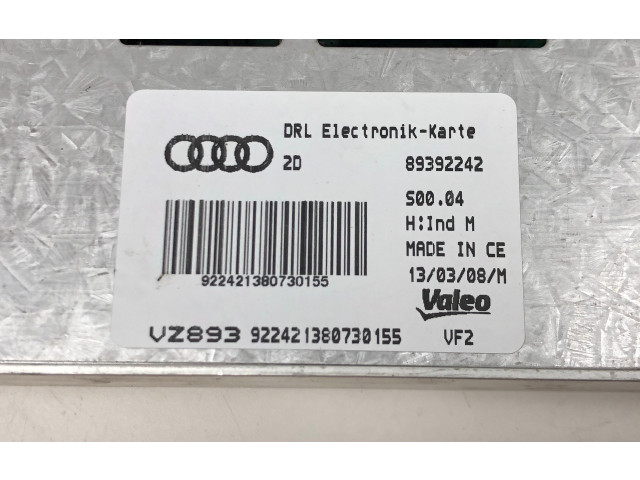 DRL Electronik-Karte
2D 89392242
S00.04
H:Ind M
MADE IN CE
922421380730155
13/03/08/M
Valeo
VZ893 922421380730155 VF2